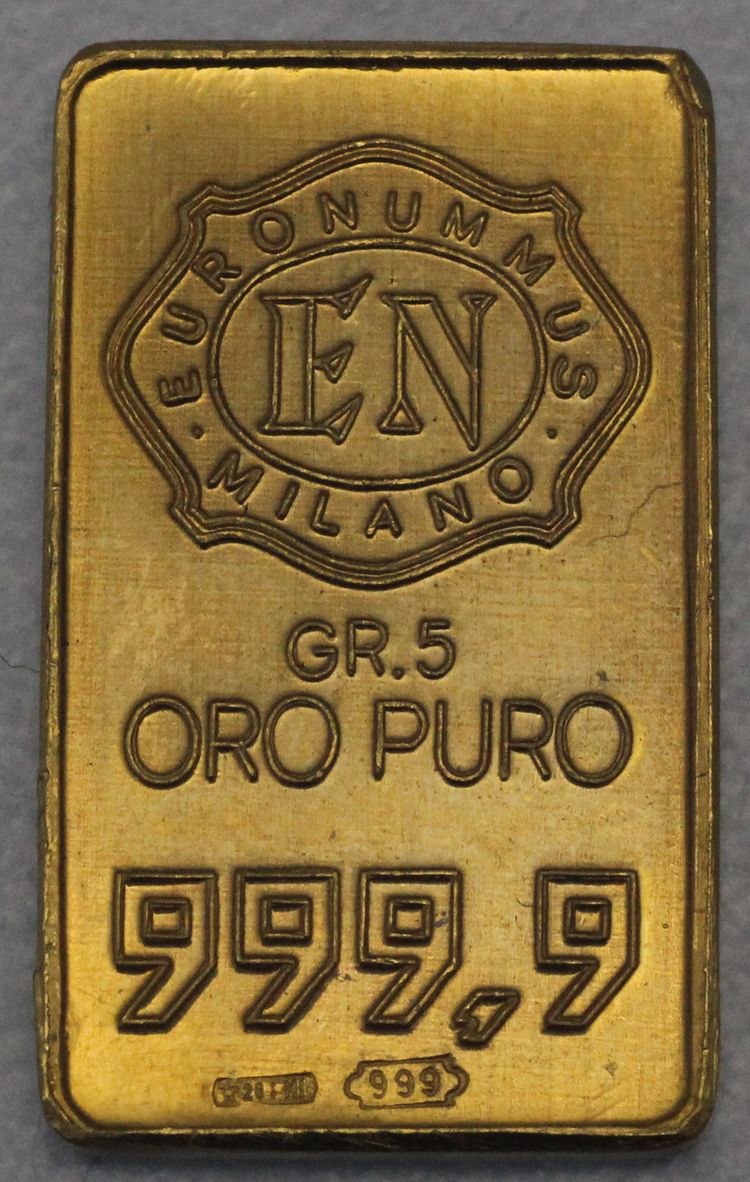 EURONUMMUS
EN
· MILANO ·
GR.5
ORO PURO
999,9
999